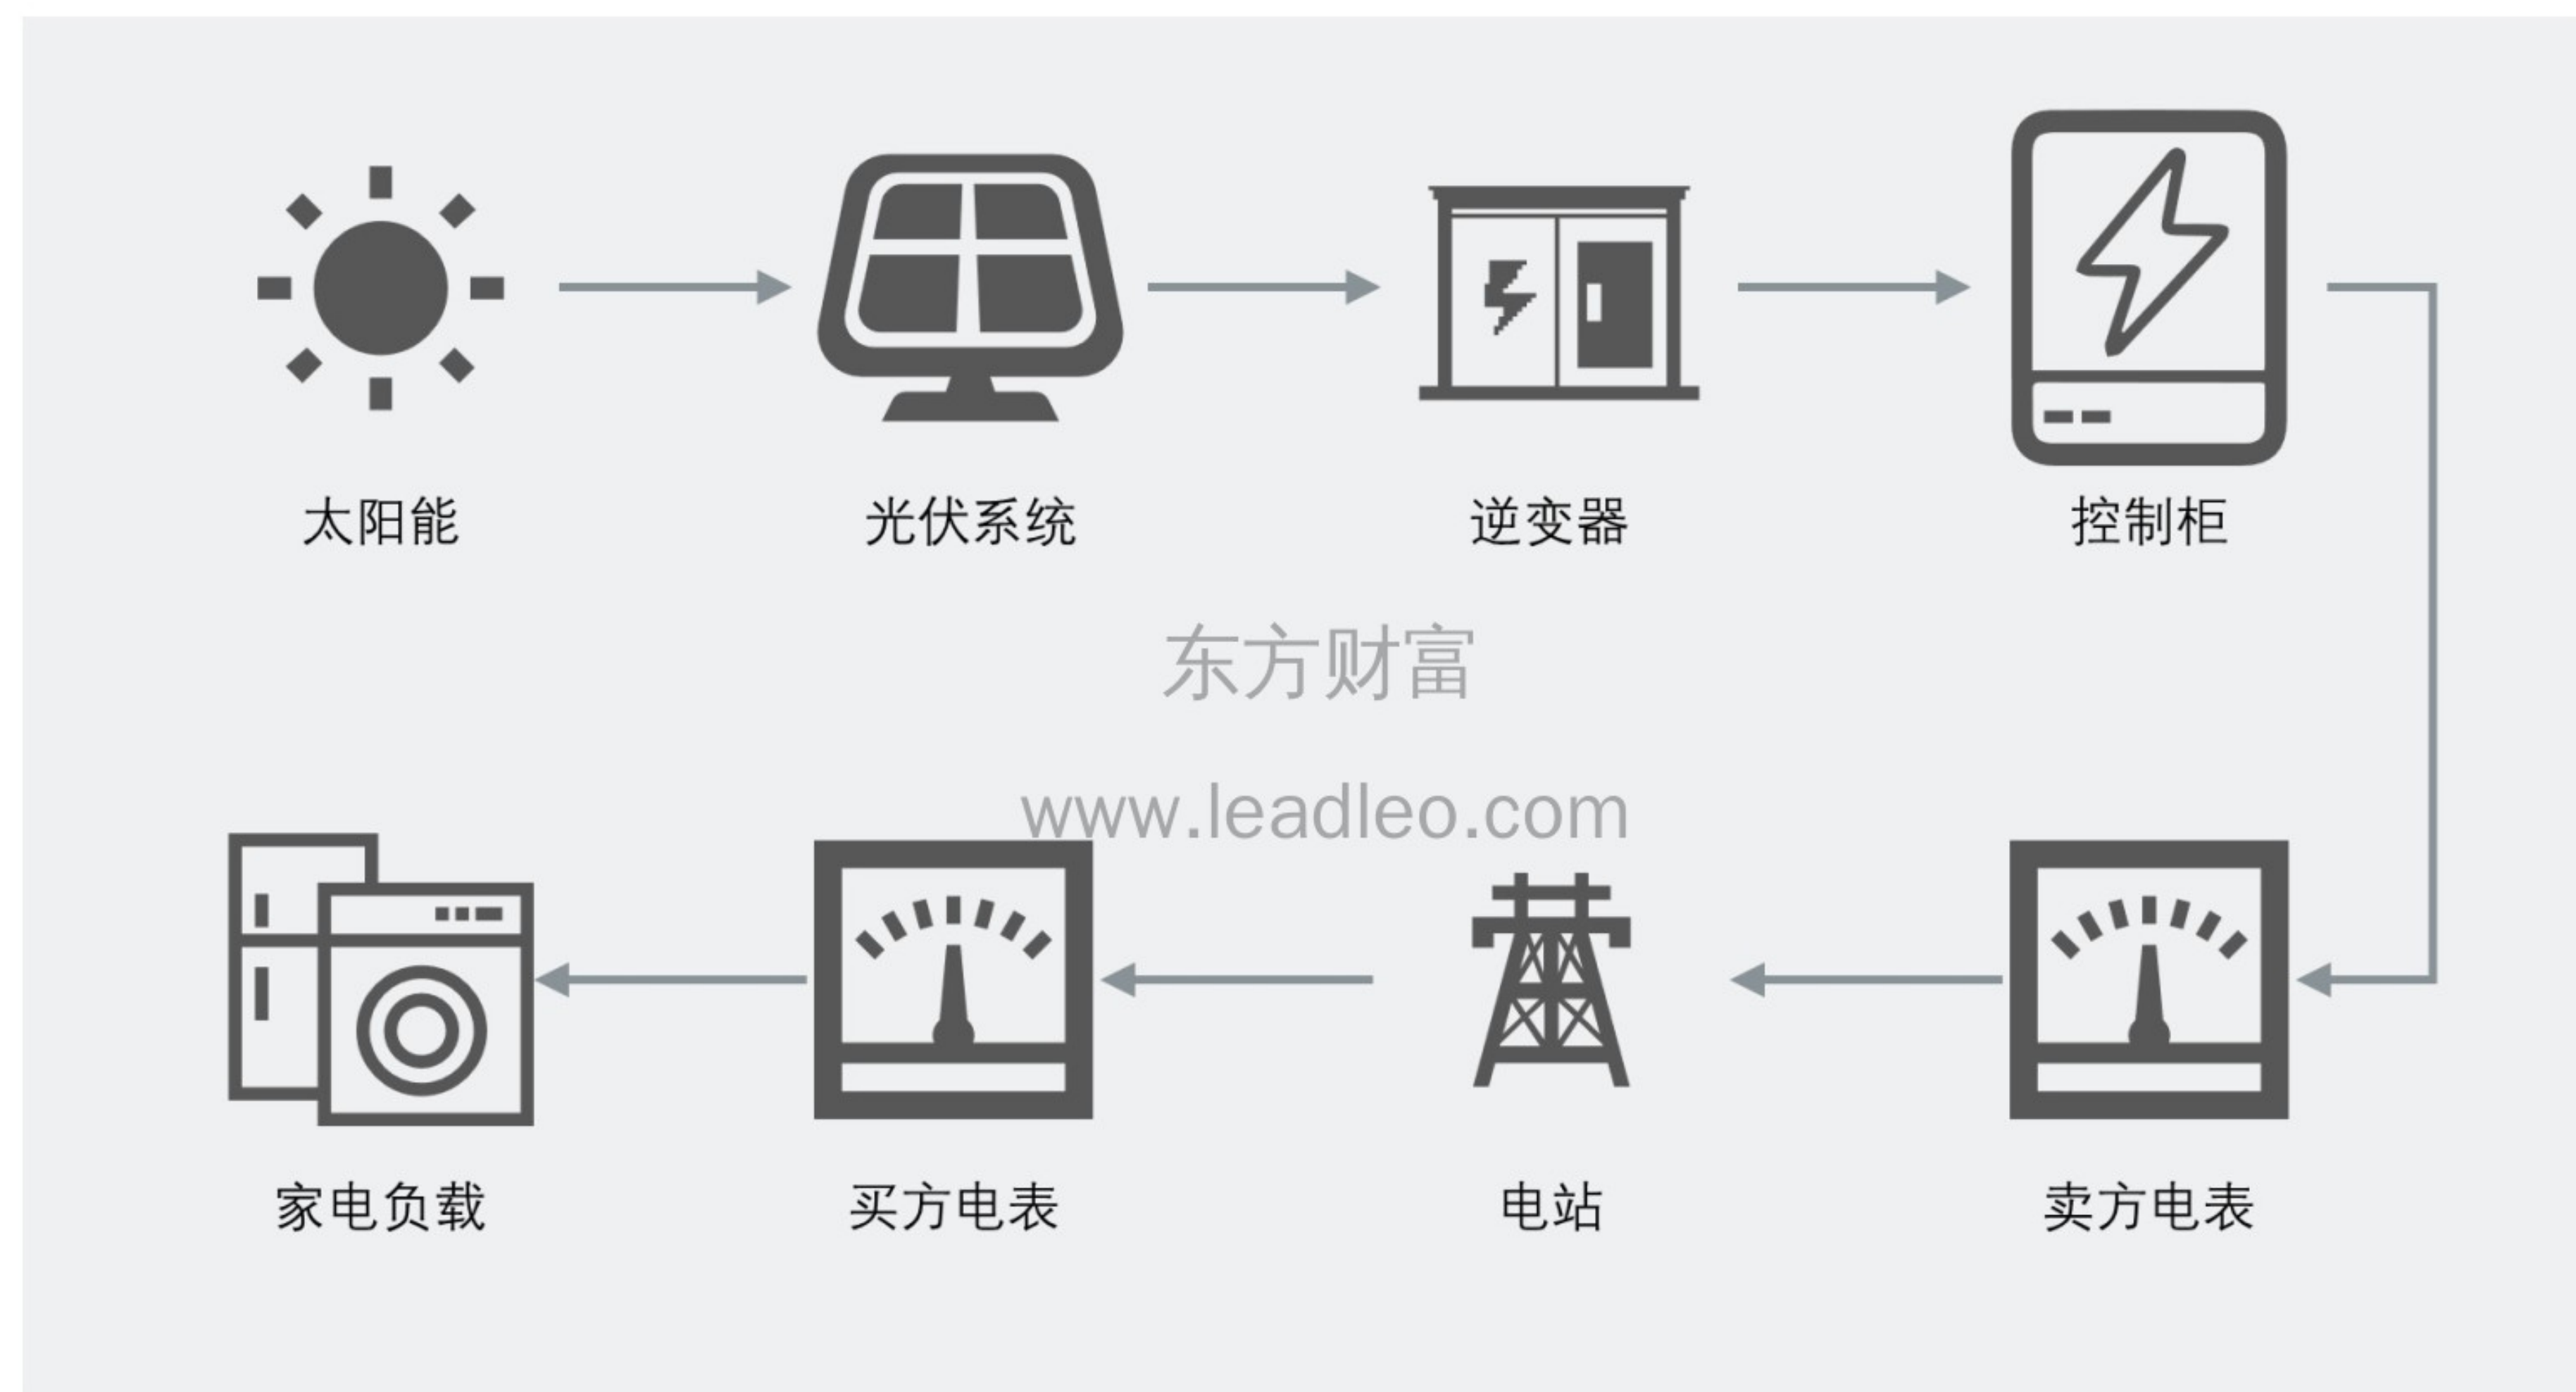 太阳能
光伏系统
逆变器
控制柜
东方财富
www.leadleo.com
家电负载
买方电表
电站
卖方电表